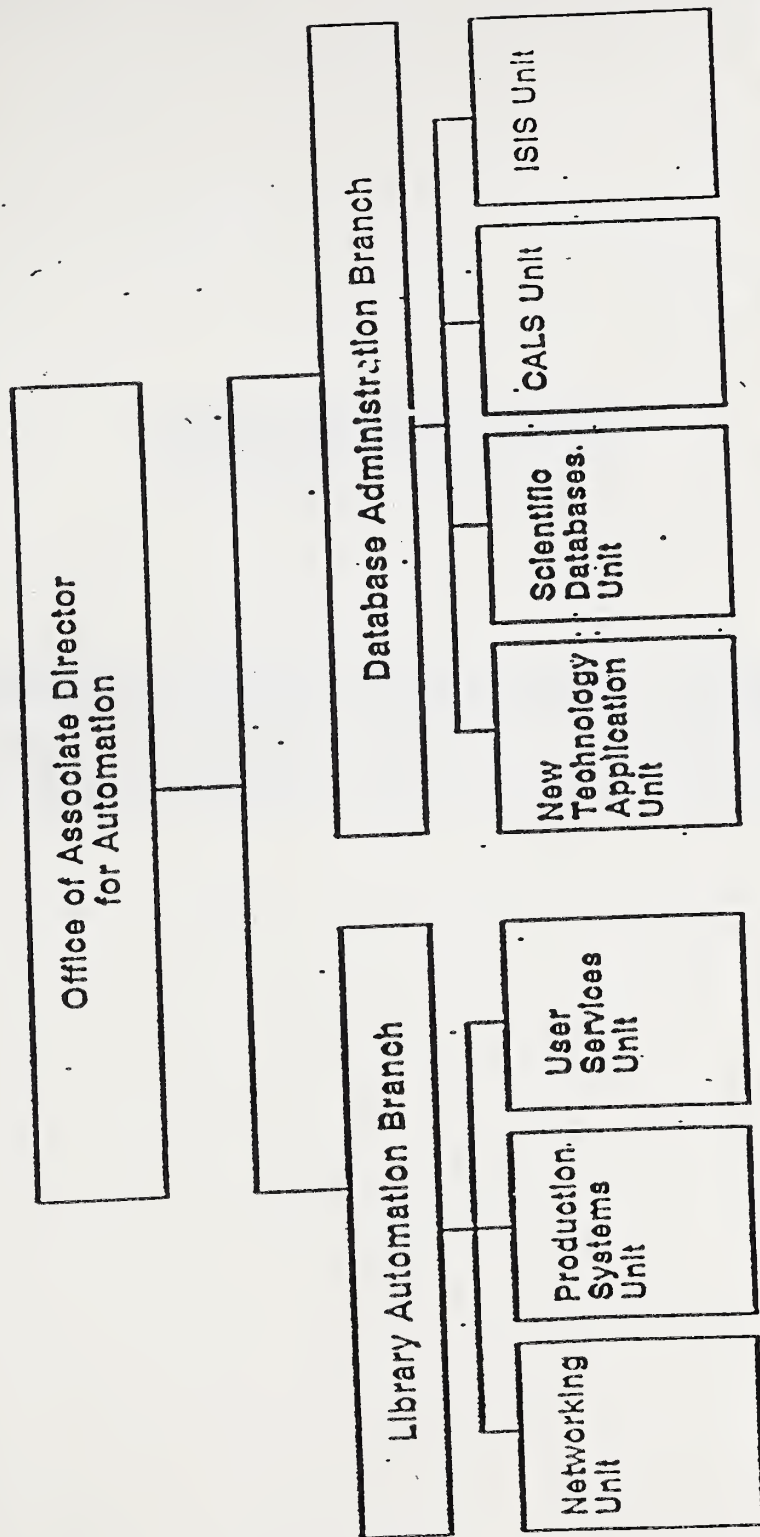 Office of Associate Director
for Automation
Library Automation Branch
Database Administration Branch
Networking
Unit
Production
Systems
Unit
User
Services
Unit
New
Technology
Application
Unit
Scientific
Databases
Unit
CALS Unit
ISIS Unit